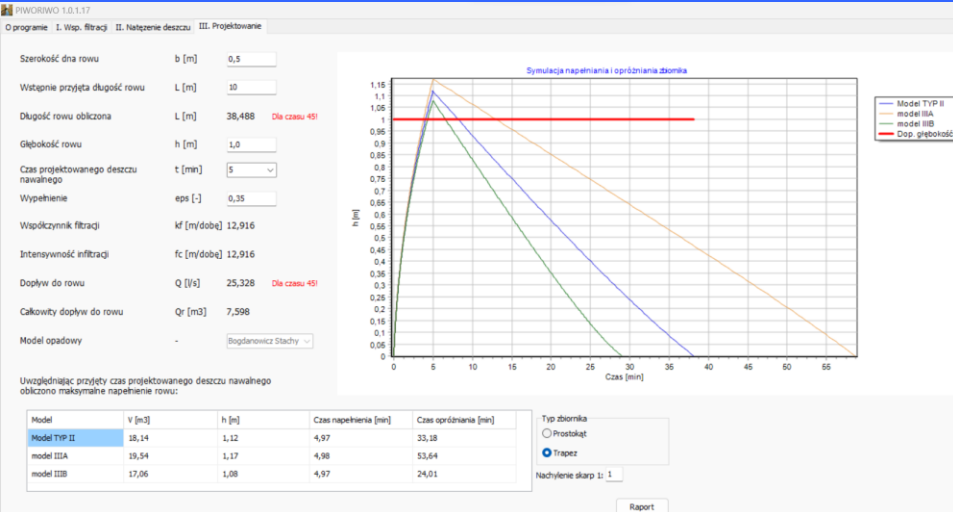 PIWORIWO 1.0.1.17
O programie I. Wsp. filtracji II. Natęzenie deszczu III. Projektowanie
Szerokość dna rowu b [m] 0,5
Wstępnie przyjęta długość rowu L [m] 10
Długość rowu obliczona L [m] 38,488 Dla czasu 45!
Głębokość rowu h [m] 1,0
Czas projektowanego deszczu
nawalnego t [min] 5
Wypełnienie eps [-] 0,35
Współczynnik filtracji kf [m/dobę] 12,916
Intensywność infiltracji fc [m/dobę] 12,916
Dopływ do rowu Q [l/s] 25,328 Dla czasu 45!
Całkowity dopływ do rowu Qr [m3] 7,598
Model opadowy - Bogdanowicz Stachy
Symulacja napełniania i opróżniania zbiornika
1,15
1,1
1,05
1
0,95
0,9
0,85
0,8
0,75
0,7
0,65
0,6
0,55
0,5
0,45
0,4
0,35
0,3
0,25
0,2
0,15
0,1
0,05
0
h [m]
0 5 10 15 20 25 30 35 40 45 50 55
Czas [min]
Model TYP II
model IIIA
model IIIB
Dop. głębokość
Uwzględniając przyjęty czas projektowanego deszczu nawalnego
obliczono maksymalne napełnienie rowu:
Model V [m3] h [m] Czas napełnienia [min] Czas opróżniania [min]
Model TYP II 18,14 1,12 4,97 33,18
model IIIA 19,54 1,17 4,98 53,64
model IIIB 17,06 1,08 4,97 24,01
Typ zbiornika
Prostokąt
Trapez
Nachylenie skarp 1: 1
Raport